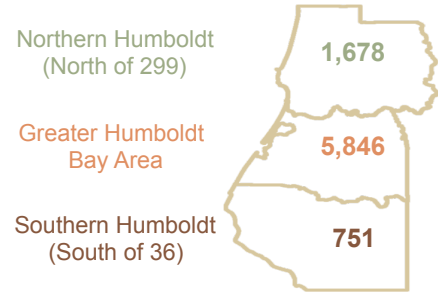 Northern Humboldt
(North of 299)
1,678
Greater Humboldt
Bay Area
5,846
Southern Humboldt
(South of 36)
751